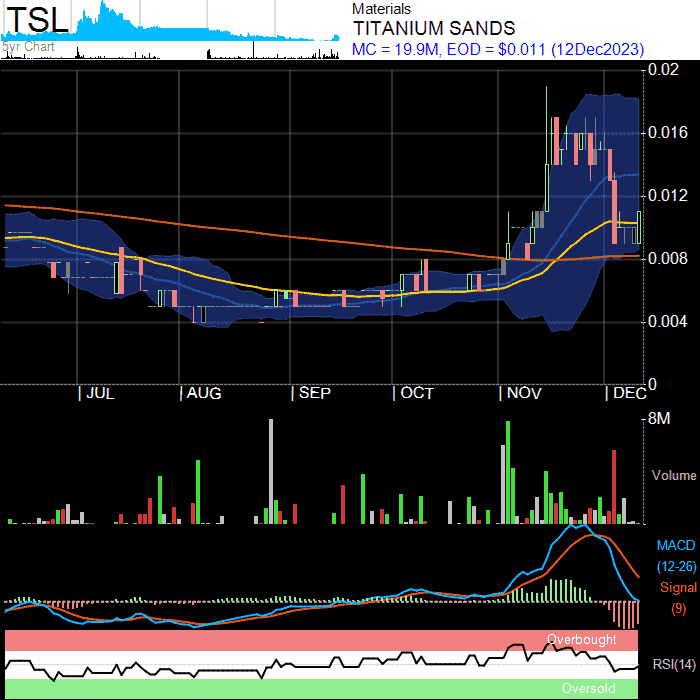 TSL
5yr Chart
Materials
TITANIUM SANDS
MC = 19.9M, EOD = $0.011 (12Dec2023)
0.02
0.016
0.012
0.008
0.004
0
JUL AUG SEP OCT NOV DEC
8M
Volume
MACD
(12-26)
Signal
(9)
Overbought
RSI(14)
Oversold